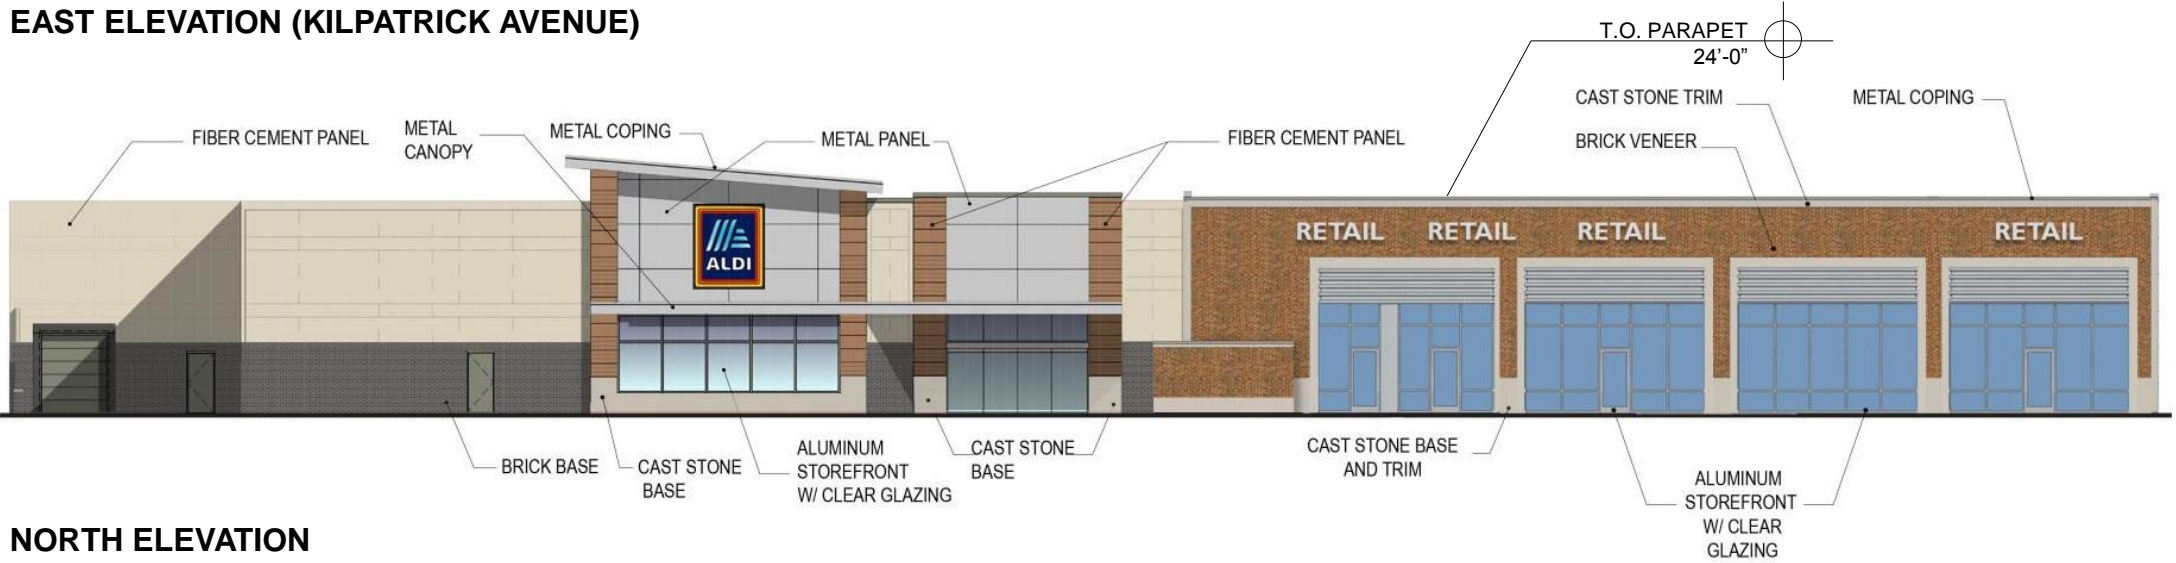 EAST ELEVATION (KILPATRICK AVENUE)
T.O. PARAPET
24’-0”
CAST STONE TRIM
METAL COPING
FIBER CEMENT PANEL
METAL
CANOPY
METAL COPING
METAL PANEL
FIBER CEMENT PANEL
BRICK VENEER
RETAIL
RETAIL
RETAIL
RETAIL
ALDI
BRICK BASE
CAST STONE
BASE
ALUMINUM
STOREFRONT
W/ CLEAR GLAZING
CAST STONE
BASE
CAST STONE BASE
AND TRIM
ALUMINUM
STOREFRONT
W/ CLEAR
GLAZING
NORTH ELEVATION